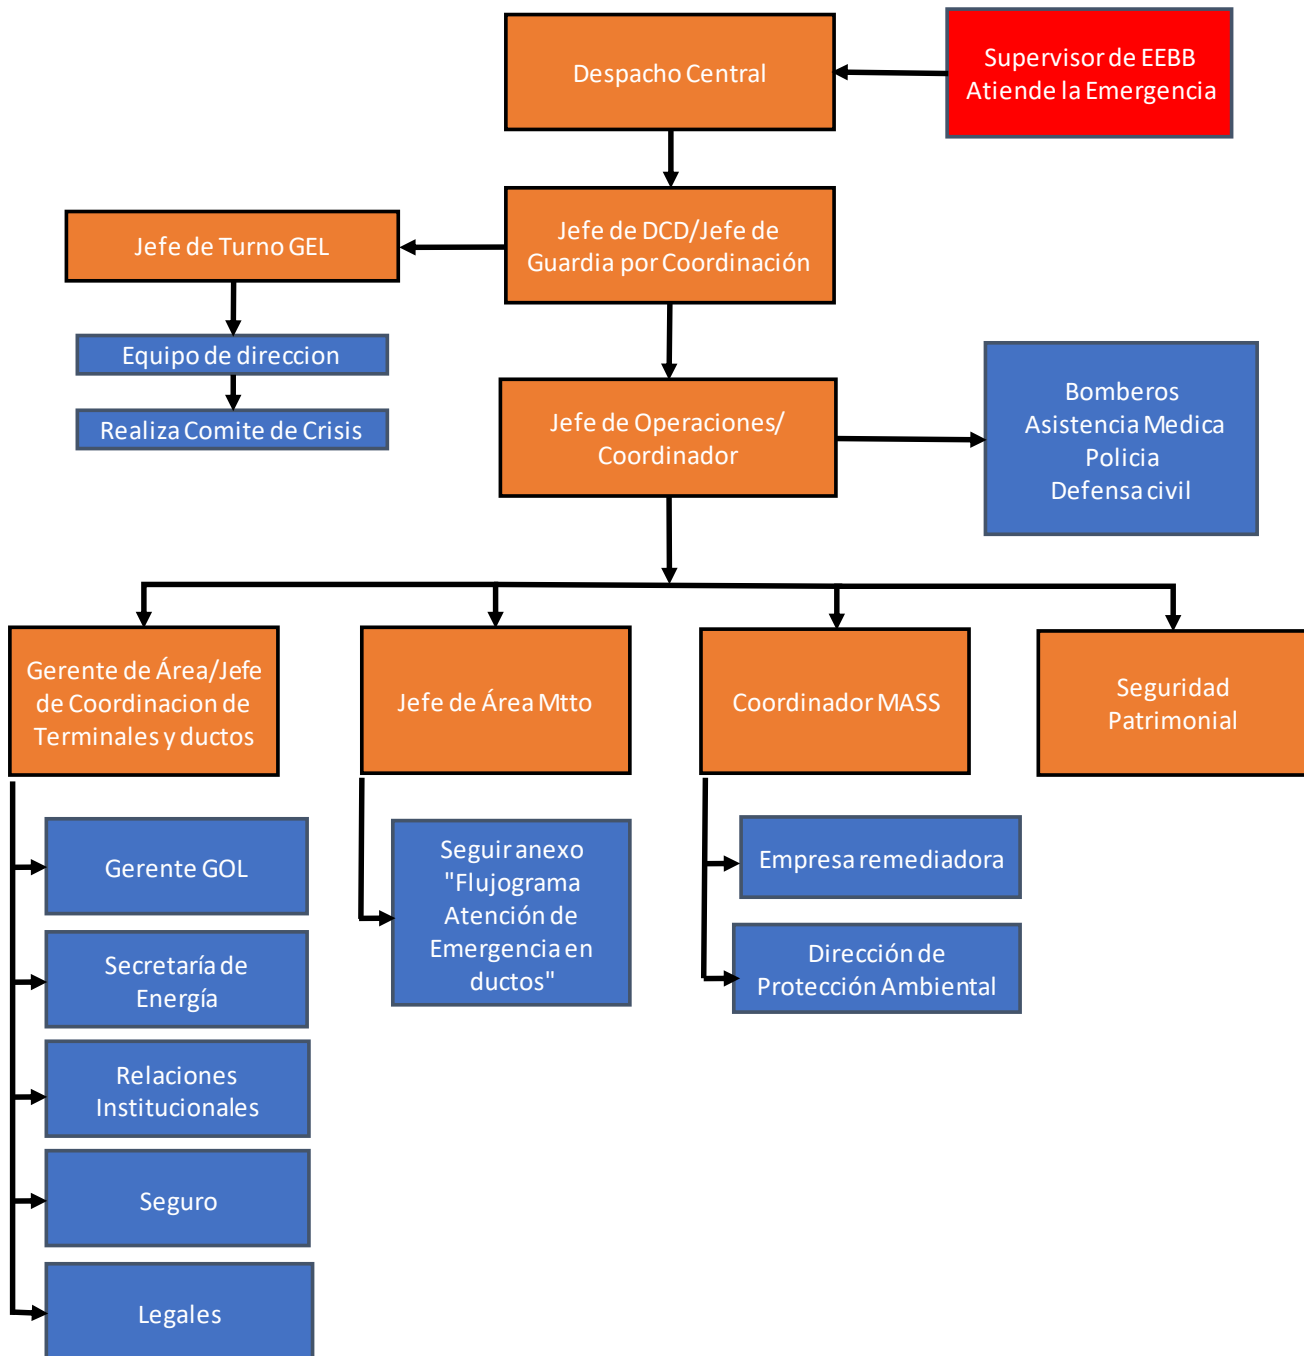 Despacho Central
Supervisor de EEBB
Atiende la Emergencia
Jefe de Turno GEL
Jefe de DCD/Jefe de
Guardia por Coordinación
Equipo de direccion
Realiza Comite de Crisis
Jefe de Operaciones/
Coordinador
Bomberos
Asistencia Medica
Policia
Defensa civil
Gerente de Área/Jefe
de Coordinacion de
Terminales y ductos
Jefe de Área Mtto
Coordinador MASS
Seguridad
Patrimonial
Gerente GOL
Secretaría de
Energía
Relaciones
Institucionales
Seguro
Legales
Seguir anexo
"Flujograma
Atención de
Emergencia en
ductos"
Empresa remediadora
Dirección de
Protección Ambiental